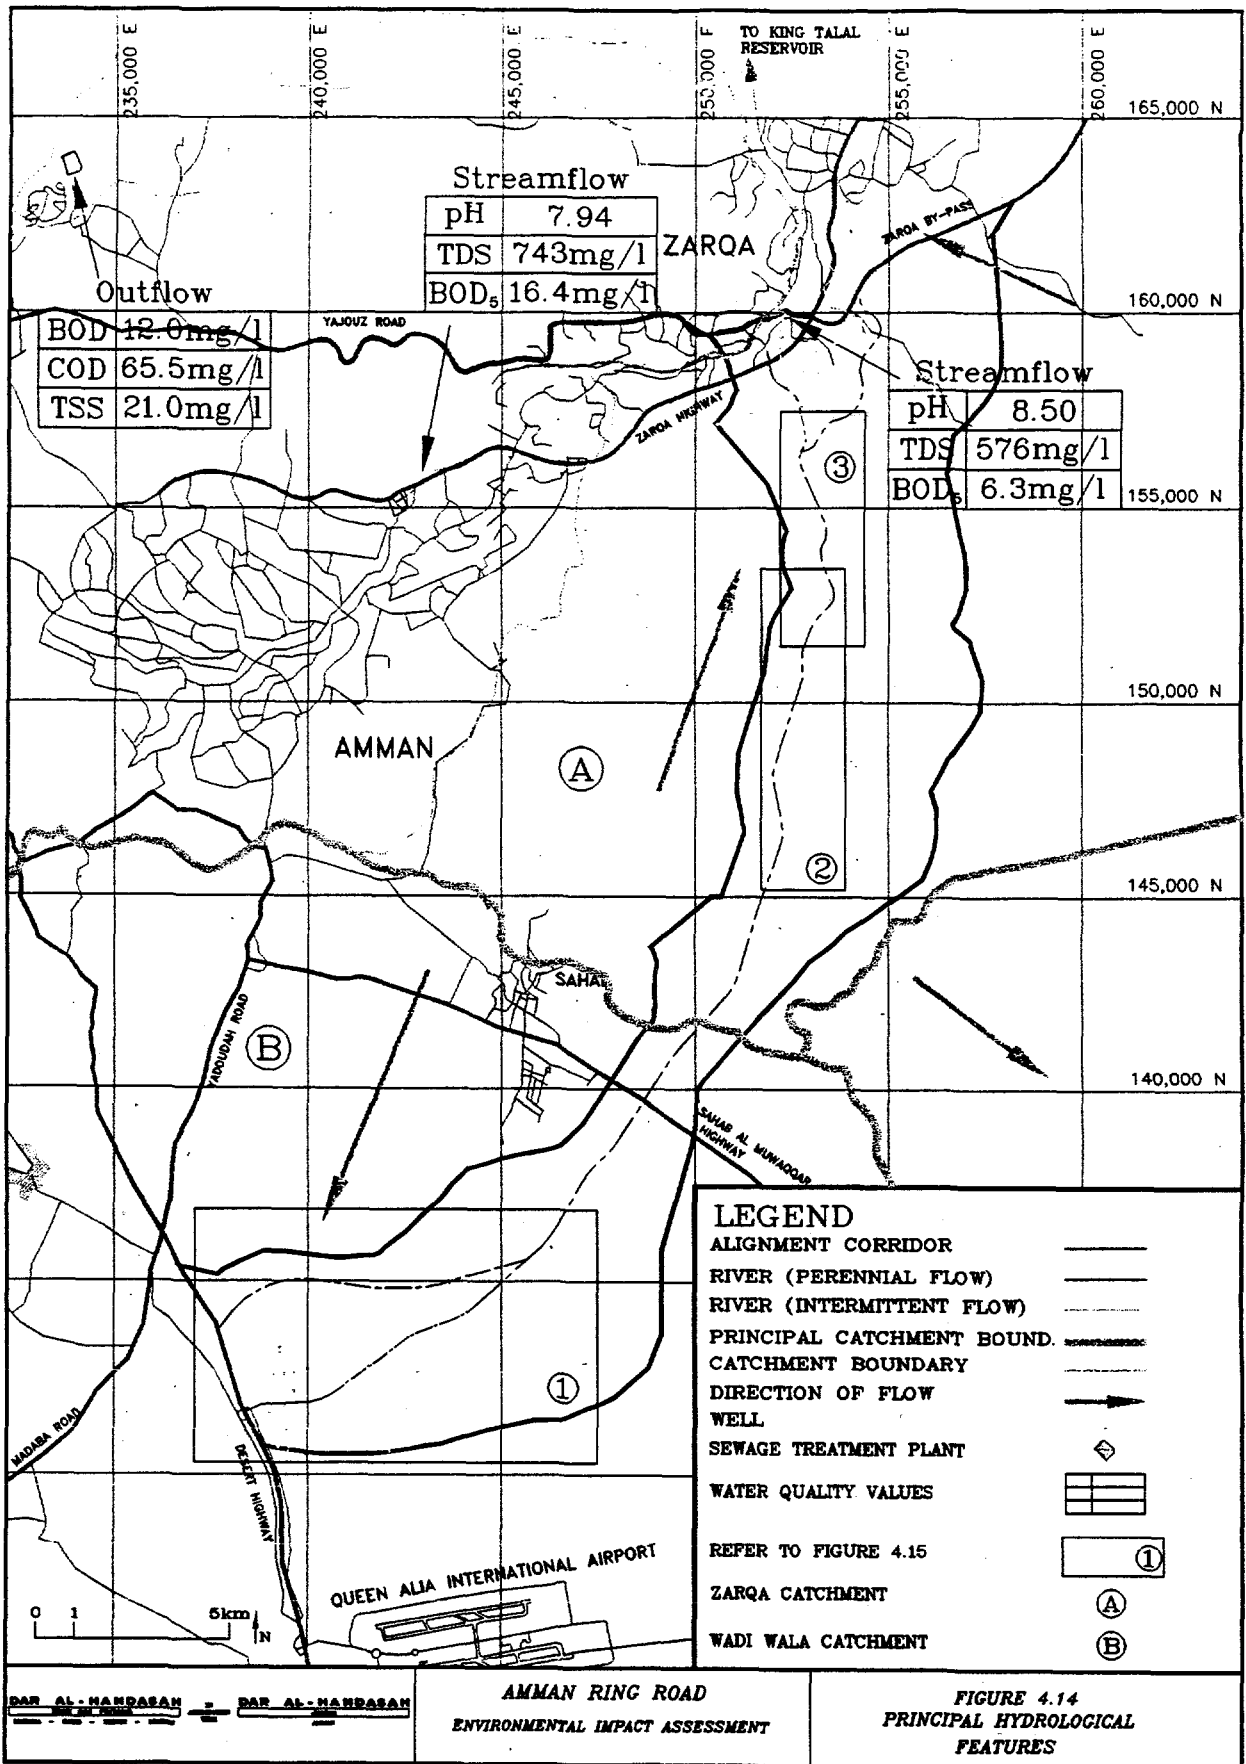 235,000 E
240,000 E
245,000 E
250,000 E
255,000 E
260,000 E
TO KING TALAL
RESERVOIR
165,000 N
Streamflow
pH 7.94
TDS 743mg/l
BOD5 16.4mg/l
ZARQA
ZARQA BY-PASS
Outflow
BOD 12.0mg/l
COD 65.5mg/l
TSS 21.0mg/l
YAJOUZ ROAD
160,000 N
Streamflow
pH 8.50
TDS 576mg/l
BOD5 6.3mg/l
ZARQA HIGHWAY
3
155,000 N
150,000 N
AMMAN
A
2
145,000 N
SAHAB
YADOUDAH ROAD
B
140,000 N
SAHAB AL MUWAQQAR
HIGHWAY
1
MADABA ROAD
DESERT HIGHWAY
QUEEN ALIA INTERNATIONAL AIRPORT
0 1 5km N
LEGEND
ALIGNMENT CORRIDOR
RIVER (PERENNIAL FLOW)
RIVER (INTERMITTENT FLOW)
PRINCIPAL CATCHMENT BOUND.
CATCHMENT BOUNDARY
DIRECTION OF FLOW
WELL
SEWAGE TREATMENT PLANT
WATER QUALITY VALUES
REFER TO FIGURE 4.15 1
ZARQA CATCHMENT A
WADI WALA CATCHMENT B
DAR AL-HANDASAH
DAR AL-HANDASAH
AMMAN RING ROAD
ENVIRONMENTAL IMPACT ASSESSMENT
FIGURE 4.14
PRINCIPAL HYDROLOGICAL
FEATURES